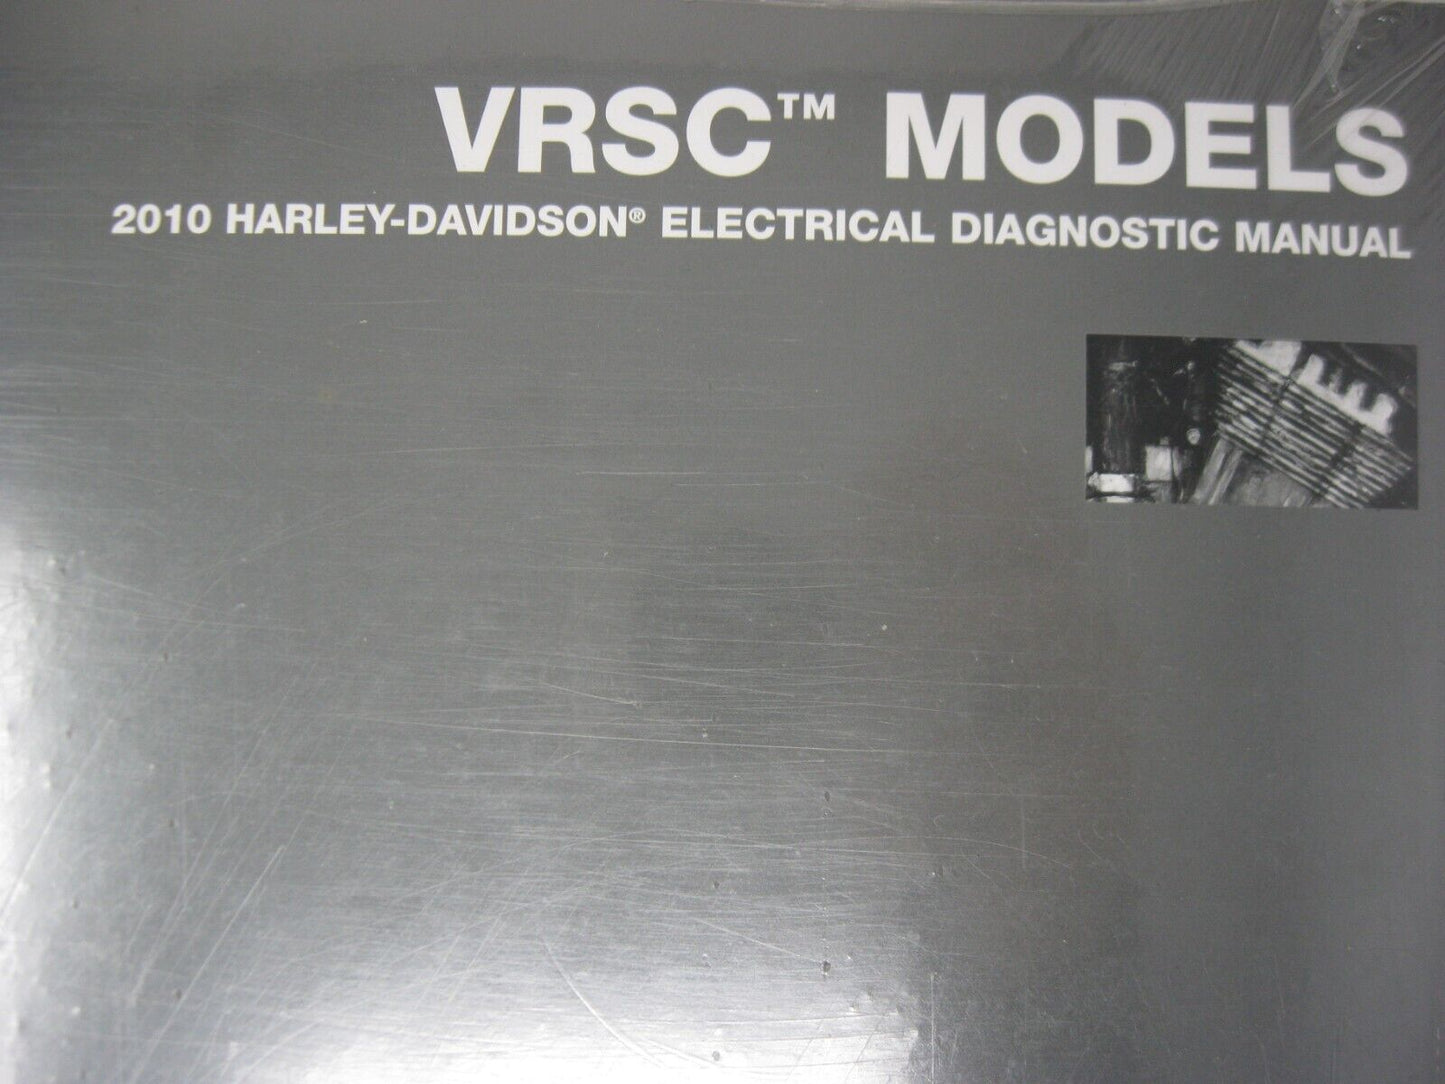 VRSC™ MODELS
2010 HARLEY-DAVIDSON® ELECTRICAL DIAGNOSTIC MANUAL